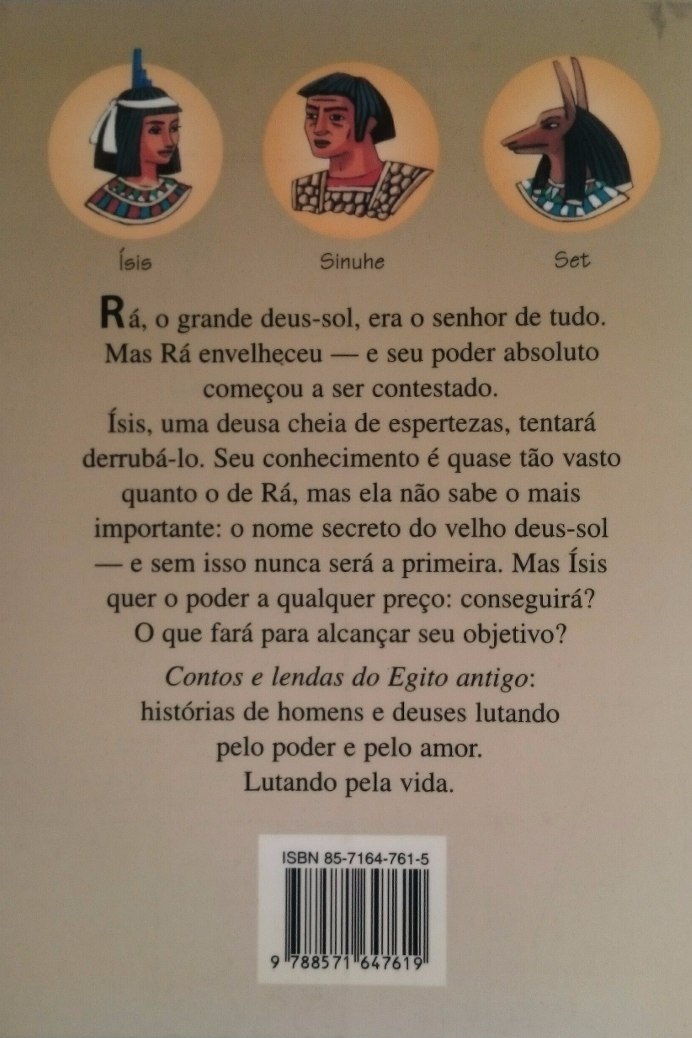 Ísis Sinuhe Set
Rá, o grande deus-sol, era o senhor de tudo.
Mas Rá envelheceu — e seu poder absoluto
começou a ser contestado.
Ísis, uma deusa cheia de espertezas, tentará
derrubá-lo. Seu conhecimento é quase tão vasto
quanto o de Rá, mas ela não sabe o mais
importante: o nome secreto do velho deus-sol
— e sem isso nunca será a primeira. Mas Ísis
quer o poder a qualquer preço: conseguirá?
O que fará para alcançar seu objetivo?
Contos e lendas do Egito antigo:
histórias de homens e deuses lutando
pelo poder e pelo amor.
Lutando pela vida.
ISBN 85-7164-761-5
9 788571 647619